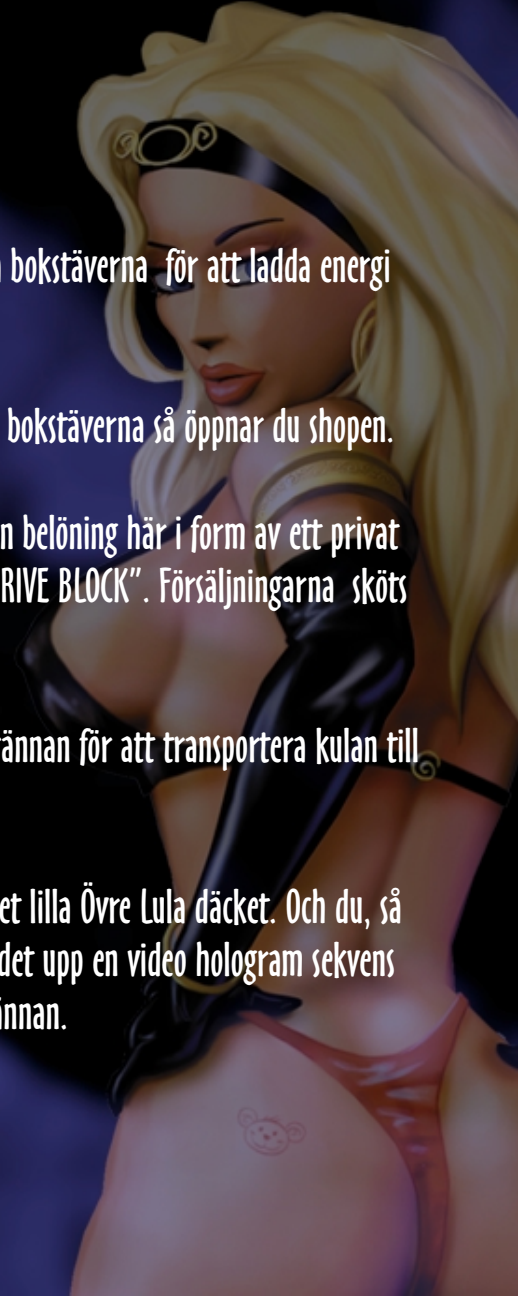 bokstäverna för att ladda energi
bokstäverna så öppnar du shopen.
n belöning här i form av ett privat
RIVE BLOCK”. Försäljningarna sköts
ännan för att transportera kulan till
et lilla Övre Lula däcket. Och du, så
det upp en video hologram sekvens
ännan.